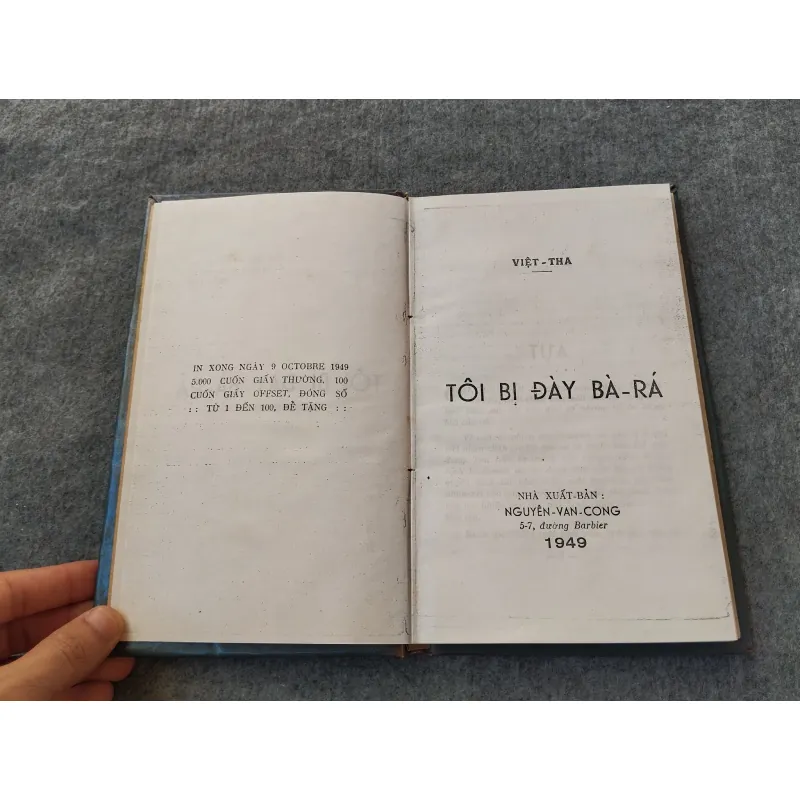 IN XONG NGÀY 9 OCTOBRE 1949
5.000 CUỐN GIẤY THƯỜNG, 100
CUỐN GIẤY OFFSET, ĐÓNG SỐ
:: TỪ 1 ĐẾN 100, ĐỂ TẶNG ::
VIỆT-THA
TÔI BỊ ĐÀY BÀ-RÁ
NHÀ XUẤT-BẢN :
NGUYỄN-VAN-CONG
5-7, đường Barbier
1949